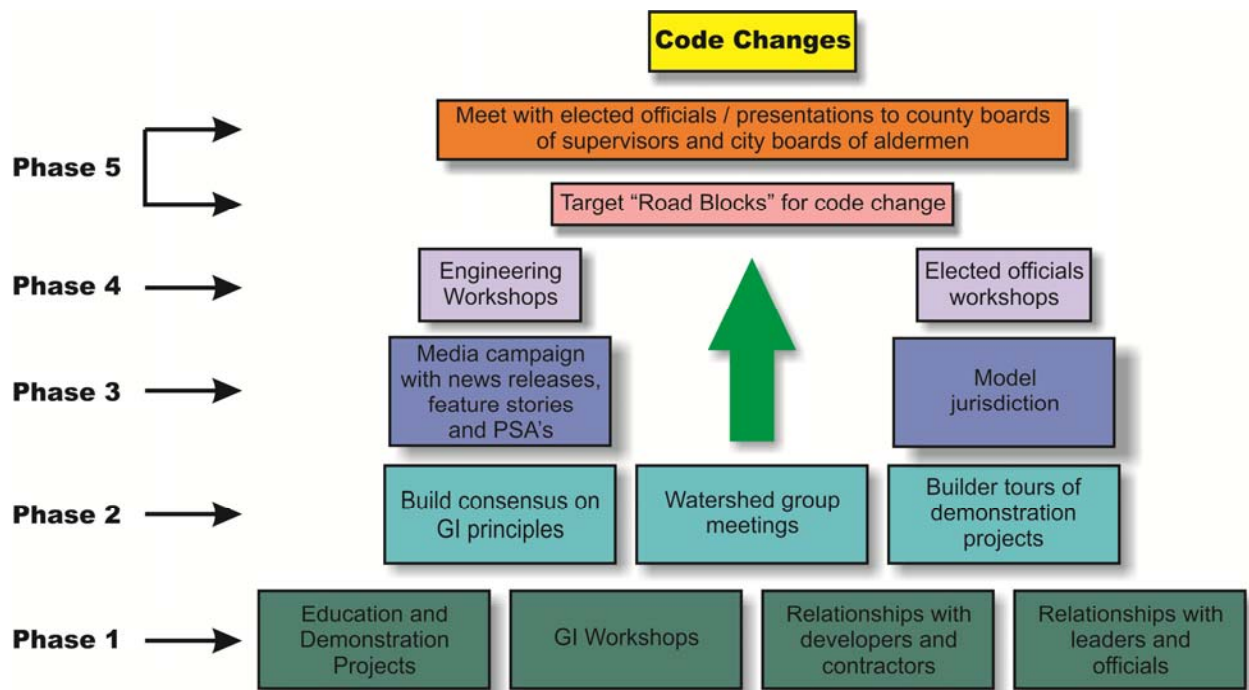 Code Changes
Meet with elected officials / presentations to county boards
of supervisors and city boards of aldermen
Phase 5
Target “Road Blocks” for code change
Phase 4
Engineering
Workshops
Elected officials
workshops
Phase 3
Media campaign
with news releases,
feature stories
and PSA's
Model
jurisdiction
Phase 2
Build consensus on
GI principles
Watershed group
meetings
Builder tours of
demonstration
projects
Phase 1
Education and
Demonstration
Projects
GI Workshops
Relationships with
developers and
contractors
Relationships with
leaders and
officials